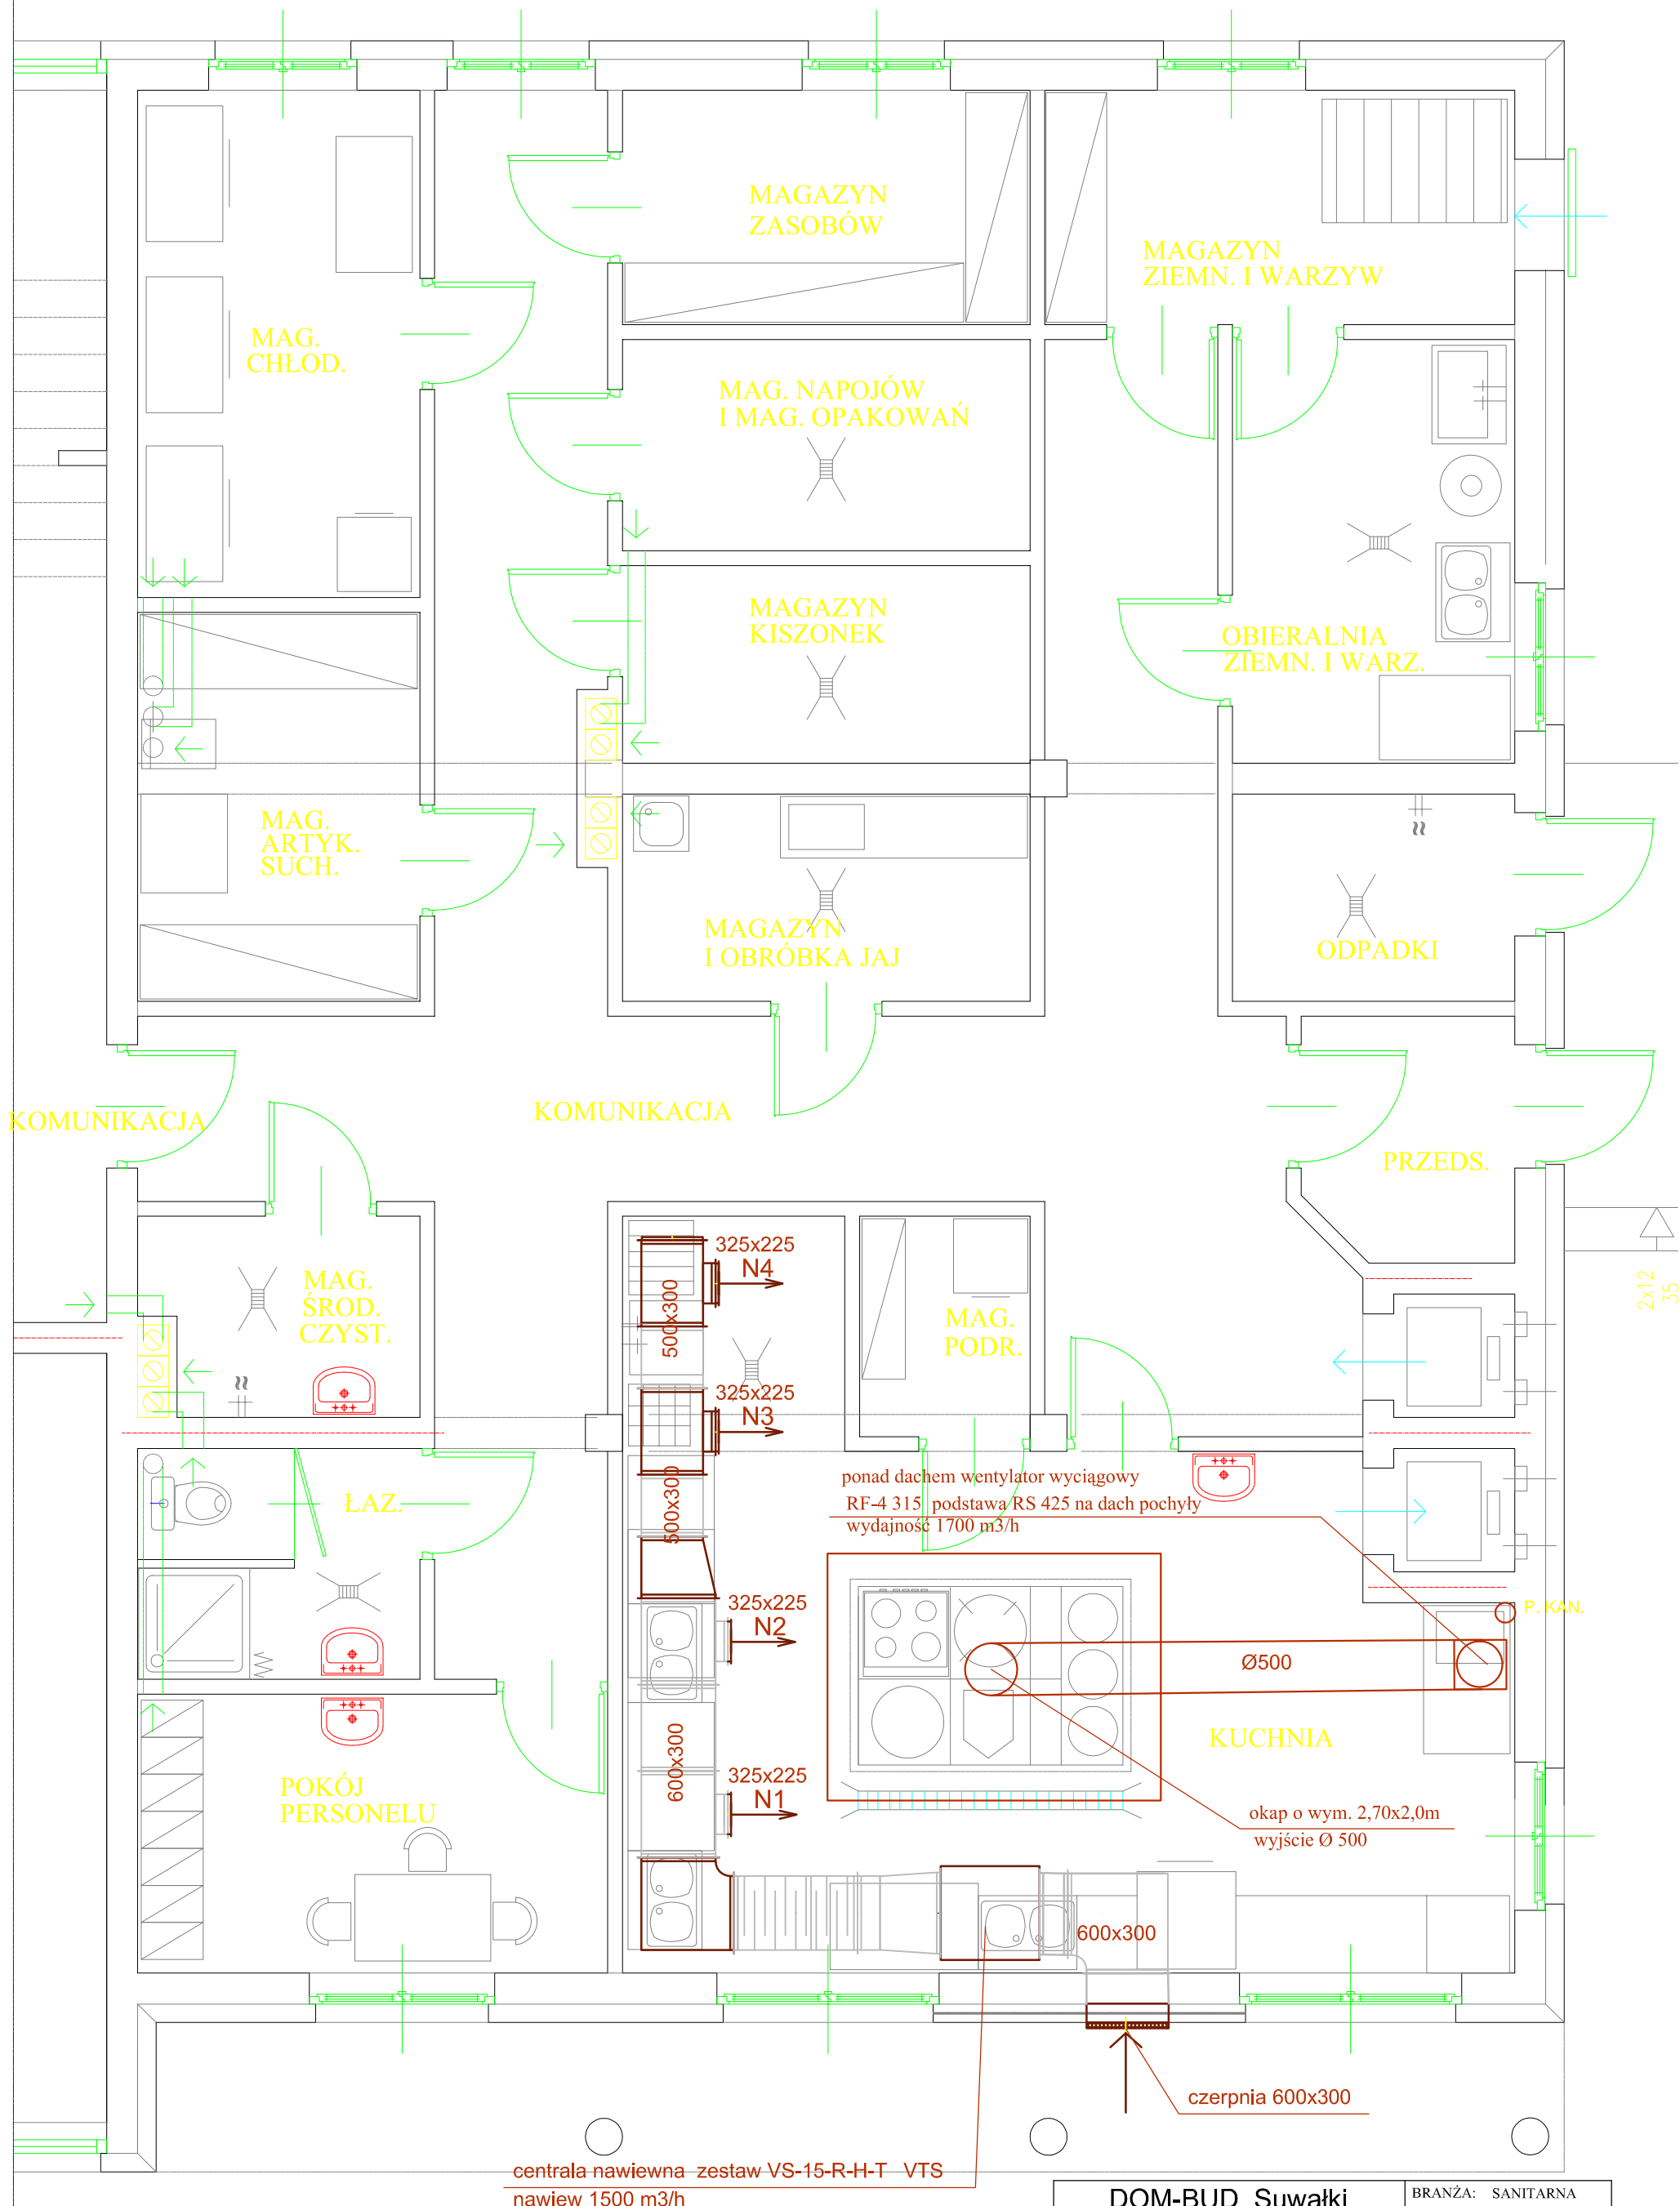 MAGAZYN
ZASOBÓW
MAGAZYN
ZIEMN. I WARZYW
MAG.
CHŁOD.
MAG. NAPOJÓW
I MAG. OPAKOWAŃ
MAGAZYN
KISZONEK
OBIERALNIA
ZIEMN. I WARZ.
MAG.
ARTYK.
SUCH.
MAGAZYN
I OBRÓBKA JAJ
ODPADKI
KOMUNIKACJA
KOMUNIKACJA
PRZEDS.
MAG.
ŚROD.
CZYST.
325x225
N4
500x300
MAG.
PODR.
2x12
35
325x225
N3
500x300
ŁAZ.
ponad dachem wentylator wyciągowy
RF-4 315 podstawa RS 425 na dach pochyły
wydajność 1700 m3/h
325x225
N2
P. KAN.
Ø500
600x300
KUCHNIA
325x225
N1
POKÓJ
PERSONELU
okap o wym. 2,70x2,0m
wyjście Ø 500
600x300
czerpnia 600x300
centrala nawiewna zestaw VS-15-R-H-T VTS
nawiew 1500 m3/h
DOM-BUD Suwałki
BRANŻA: SANITARNA